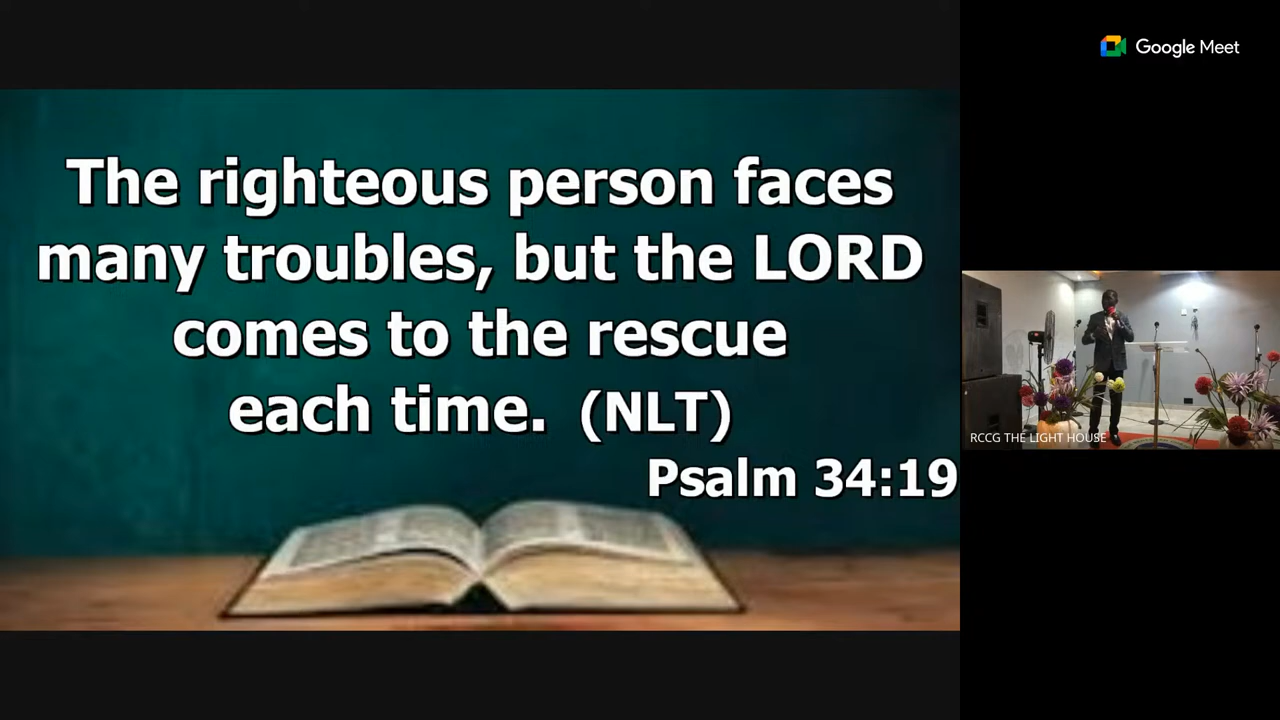 The righteous person faces
many troubles, but the LORD
comes to the rescue
each time. (NLT)
Psalm 34:19
Google Meet
RCCG THE LIGHT HOUSE